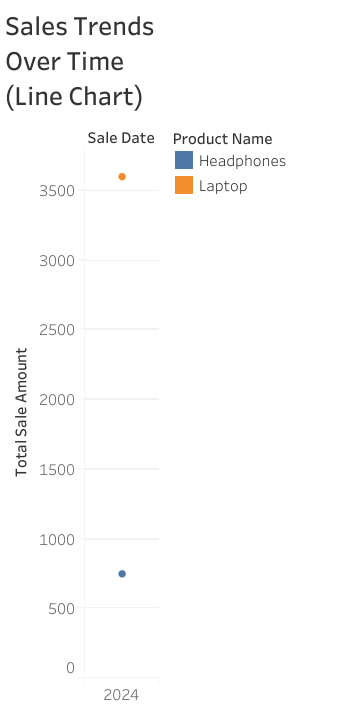 Sales Trends
Over Time
(Line Chart)
Sale Date
Product Name
Headphones
Laptop
3500
3000
2500
2000
1500
1000
500
0
Total Sale Amount
2024